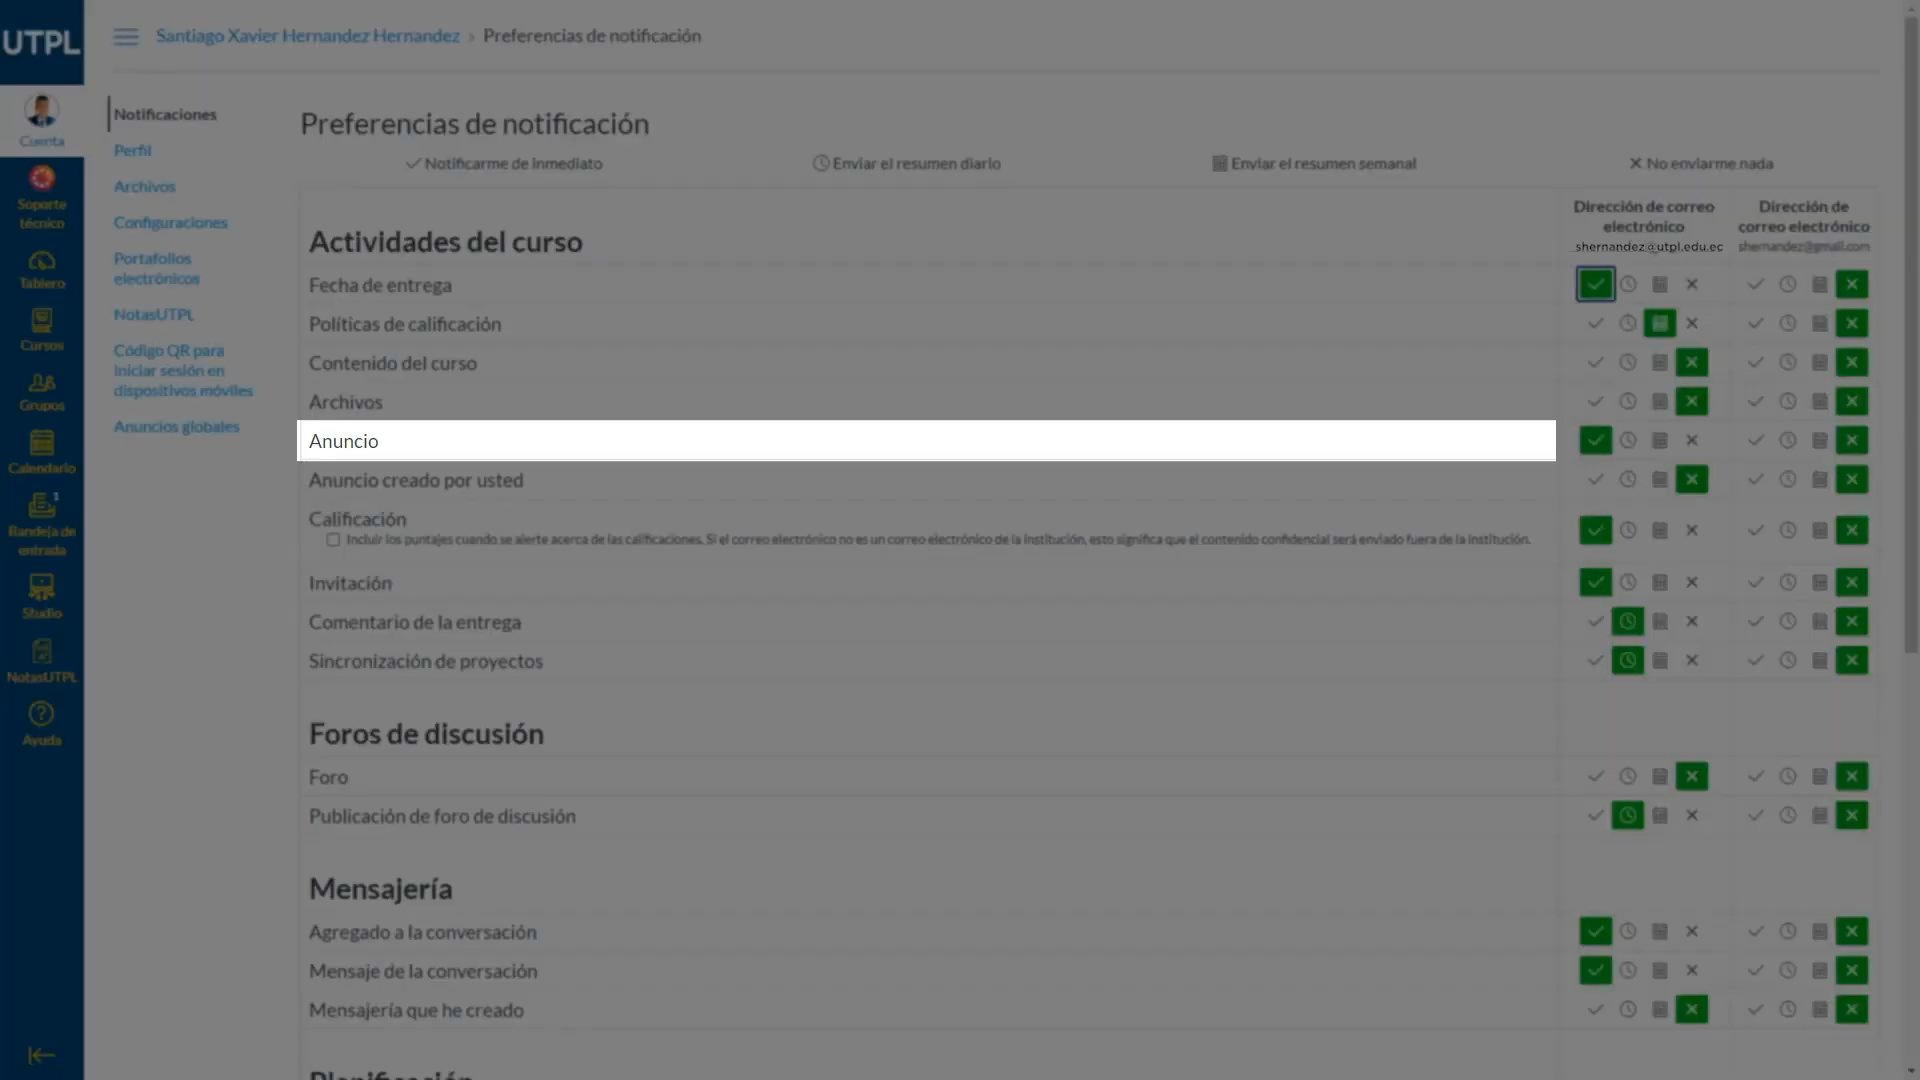 UTPL
Santiago Xavier Hernandez Hernandez › Preferencias de notificación
Cuenta
Soporte
técnico
Tablero
Cursos
Grupos
Calendario
1
Bandeja de
entrada
Studio
NotasUTPL
Ayuda
Notificaciones
Perfil
Archivos
Configuraciones
Portafolios
electrónicos
NotasUTPL
Código QR para
iniciar sesión en
dispositivos móviles
Anuncios globales
Preferencias de notificación
Notificarme de inmediato
Enviar el resumen diario
Enviar el resumen semanal
No enviarme nada
Dirección de correo
electrónico
shernandez@utpl.edu.ec
Dirección de
correo electrónico
shernandez@gmail.com
Actividades del curso
Fecha de entrega
Políticas de calificación
Contenido del curso
Archivos
Anuncio
Anuncio creado por usted
Calificación
Incluir los puntajes cuando se alerte acerca de las calificaciones. Si el correo electrónico no es un correo electrónico de la institución, esto significa que el contenido confidencial será enviado fuera de la institución.
Invitación
Comentario de la entrega
Sincronización de proyectos
Foros de discusión
Foro
Publicación de foro de discusión
Mensajería
Agregado a la conversación
Mensaje de la conversación
Mensajería que he creado
Planificación